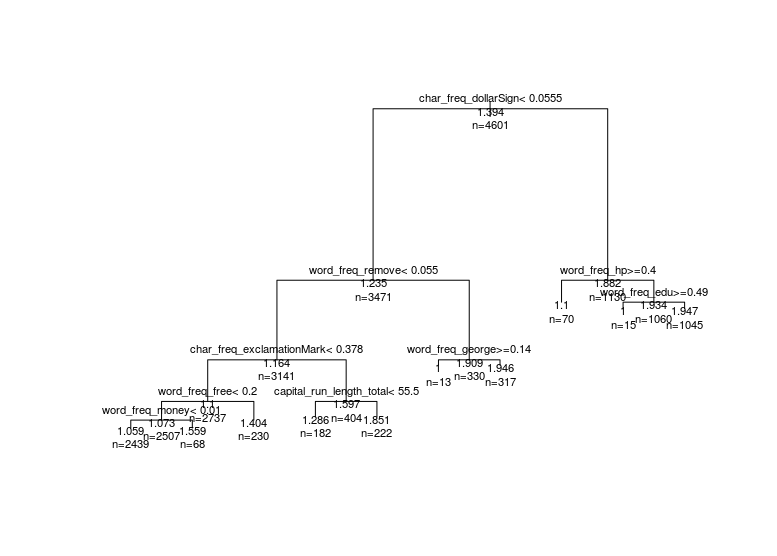 char_freq_dollarSign< 0.0555
1.394
n=4601
word_freq_remove< 0.055
1.235
n=3471
word_freq_hp>=0.4
1.882
n=1130
word_freq_edu>=0.49
1.1
n=70
1
n=15
1.934
n=1060
1.947
n=1045
char_freq_exclamationMark< 0.378
1.164
n=3141
word_freq_george>=0.14
1.909
n=330
1
n=13
1.946
n=317
word_freq_free< 0.2
1.1
n=2737
capital_run_length_total< 55.5
1.597
n=404
word_freq_money< 0.01
1.073
n=2507
1.059
n=2439
1.559
n=68
1.404
n=230
1.286
n=182
1.851
n=222